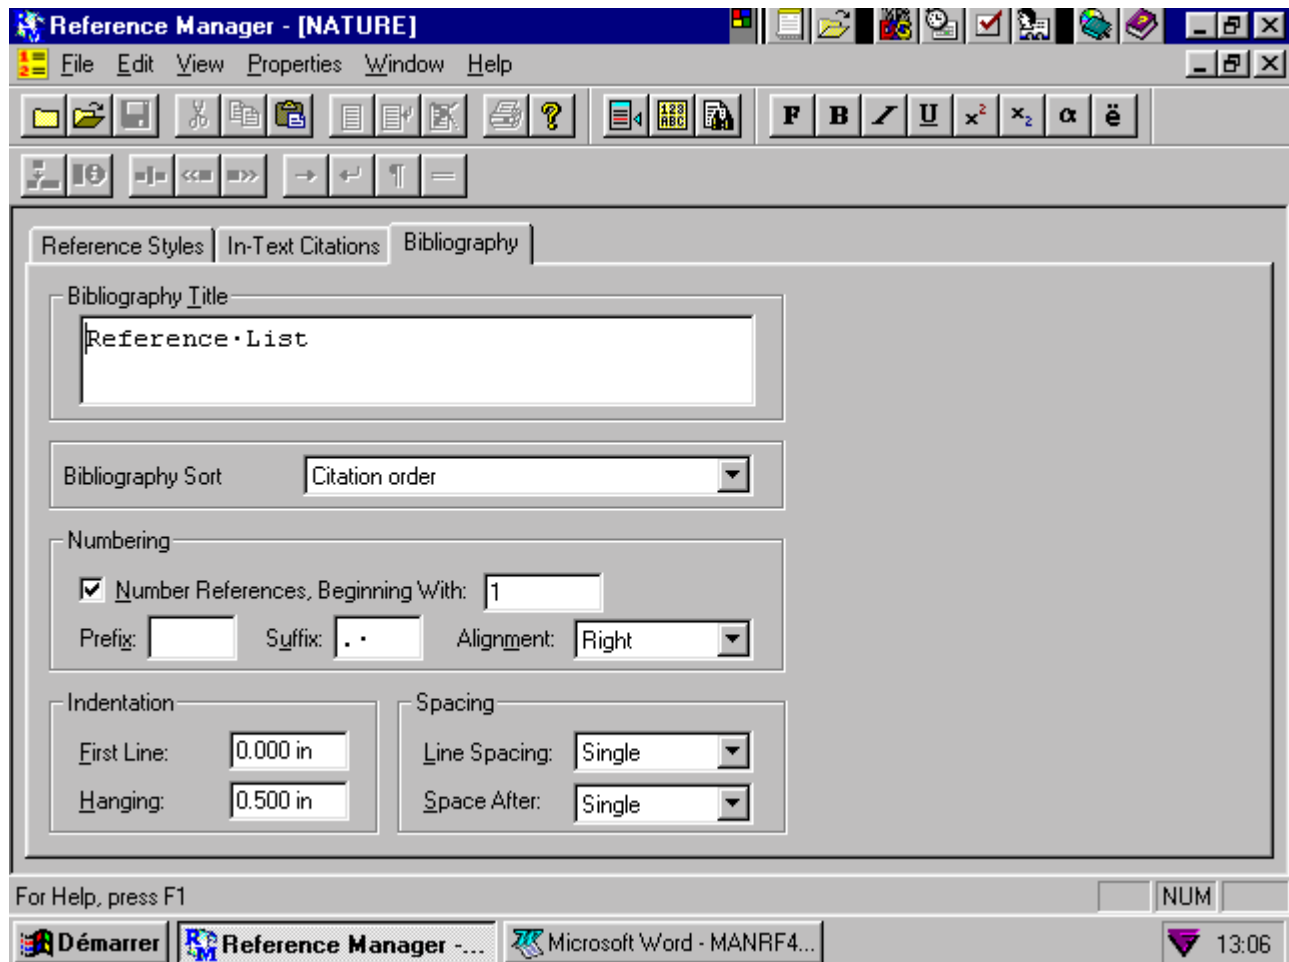 Reference Manager - [NATURE]
File Edit View Properties Window Help
F B I U x² x₂ α ë
Reference Styles In-Text Citations Bibliography
Bibliography Title
Reference·List
Bibliography Sort Citation order
Numbering
Number References, Beginning With: 1
Prefix: Suffix: .· Alignment: Right
Indentation Spacing
First Line: 0.000 in Line Spacing: Single
Hanging: 0.500 in Space After: Single
For Help, press F1 NUM
Démarrer Reference Manager -... Microsoft Word - MANRF4... 13:06